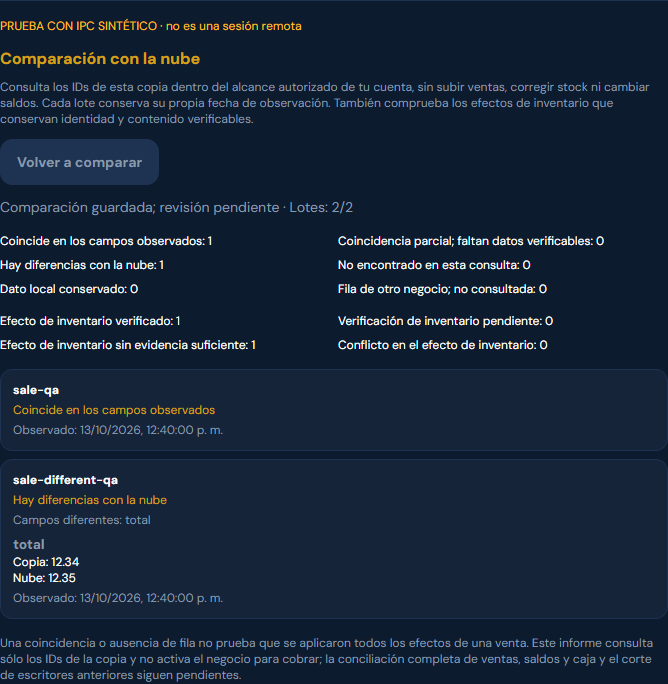 PRUEBA CON IPC SINTÉTICO · no es una sesión remota
Comparación con la nube
Consulta los IDs de esta copia dentro del alcance autorizado de tu cuenta, sin subir ventas, corregir stock ni cambiar
saldos. Cada lote conserva su propia fecha de observación. También comprueba los efectos de inventario que
conservan identidad y contenido verificables.
Volver a comparar
Comparación guardada; revisión pendiente · Lotes: 2/2
Coincide en los campos observados: 1
Coincidencia parcial; faltan datos verificables: 0
Hay diferencias con la nube: 1
No encontrado en esta consulta: 0
Dato local conservado: 0
Fila de otro negocio; no consultada: 0
Efecto de inventario verificado: 1
Verificación de inventario pendiente: 0
Efecto de inventario sin evidencia suficiente: 1
Conflicto en el efecto de inventario: 0
sale-qa
Coincide en los campos observados
Observado: 13/10/2026, 12:40:00 p. m.
sale-different-qa
Hay diferencias con la nube
Campos diferentes: total
total
Copia: 12.34
Nube: 12.35
Observado: 13/10/2026, 12:40:00 p. m.
Una coincidencia o ausencia de fila no prueba que se aplicaron todos los efectos de una venta. Este informe consulta
sólo los IDs de la copia y no activa el negocio para cobrar; la conciliación completa de ventas, saldos y caja y el corte
de escritores anteriores siguen pendientes.